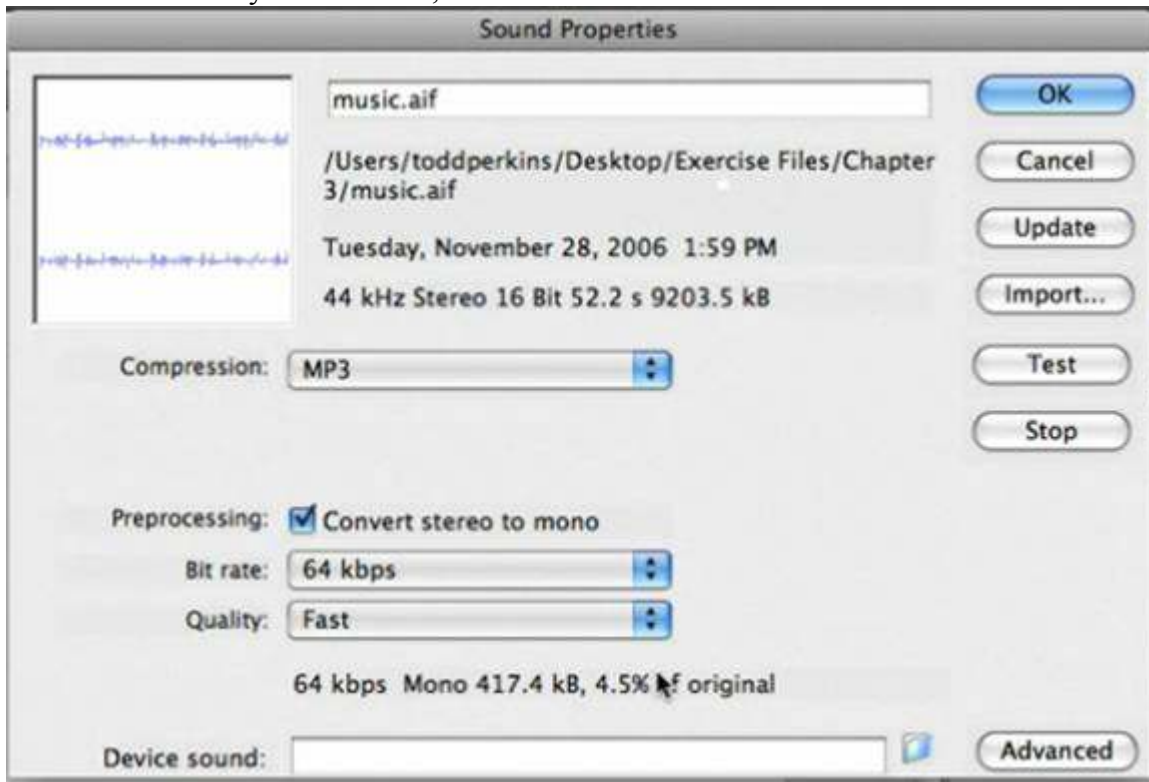 Sound Properties
music.aif
OK
/Users/toddperkins/Desktop/Exercise Files/Chapter
3/music.aif
Cancel
Tuesday, November 28, 2006 1:59 PM
Update
44 kHz Stereo 16 Bit 52.2 s 9203.5 kB
Import...
Compression: MP3
Test
Stop
Preprocessing: Convert stereo to mono
Bit rate: 64 kbps
Quality: Fast
64 kbps Mono 417.4 kB, 4.5% of original
Device sound:
Advanced